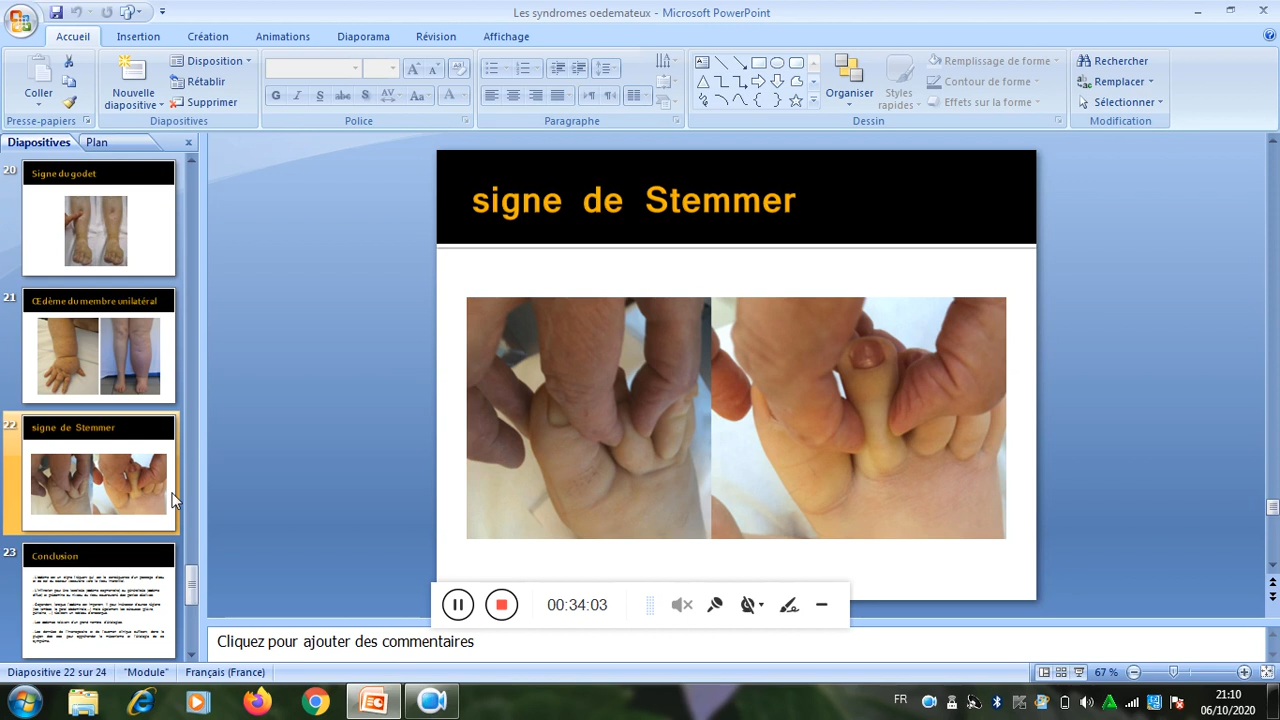 Les syndromes oedemateux - Microsoft PowerPoint
Accueil Insertion Création Animations Diaporama Révision Affichage
Coller
Presse-papiers
Nouvelle diapositive
Disposition
Rétablir
Supprimer
Diapositives
G I S abc S AV Aa A
Police
Paragraphe
Organiser
Styles rapides
Remplissage de forme
Contour de forme
Effets sur la forme
Dessin
Rechercher
Remplacer
Sélectionner
Modification
Diapositives Plan
20
Signe du godet
21
Œdème du membre unilatéral
22
signe de Stemmer
23
Conclusion
signe de Stemmer
00:34:03
Cliquez pour ajouter des commentaires
Diapositive 22 sur 24 "Module" Français (France) 67 %
FR 21:10
06/10/2020